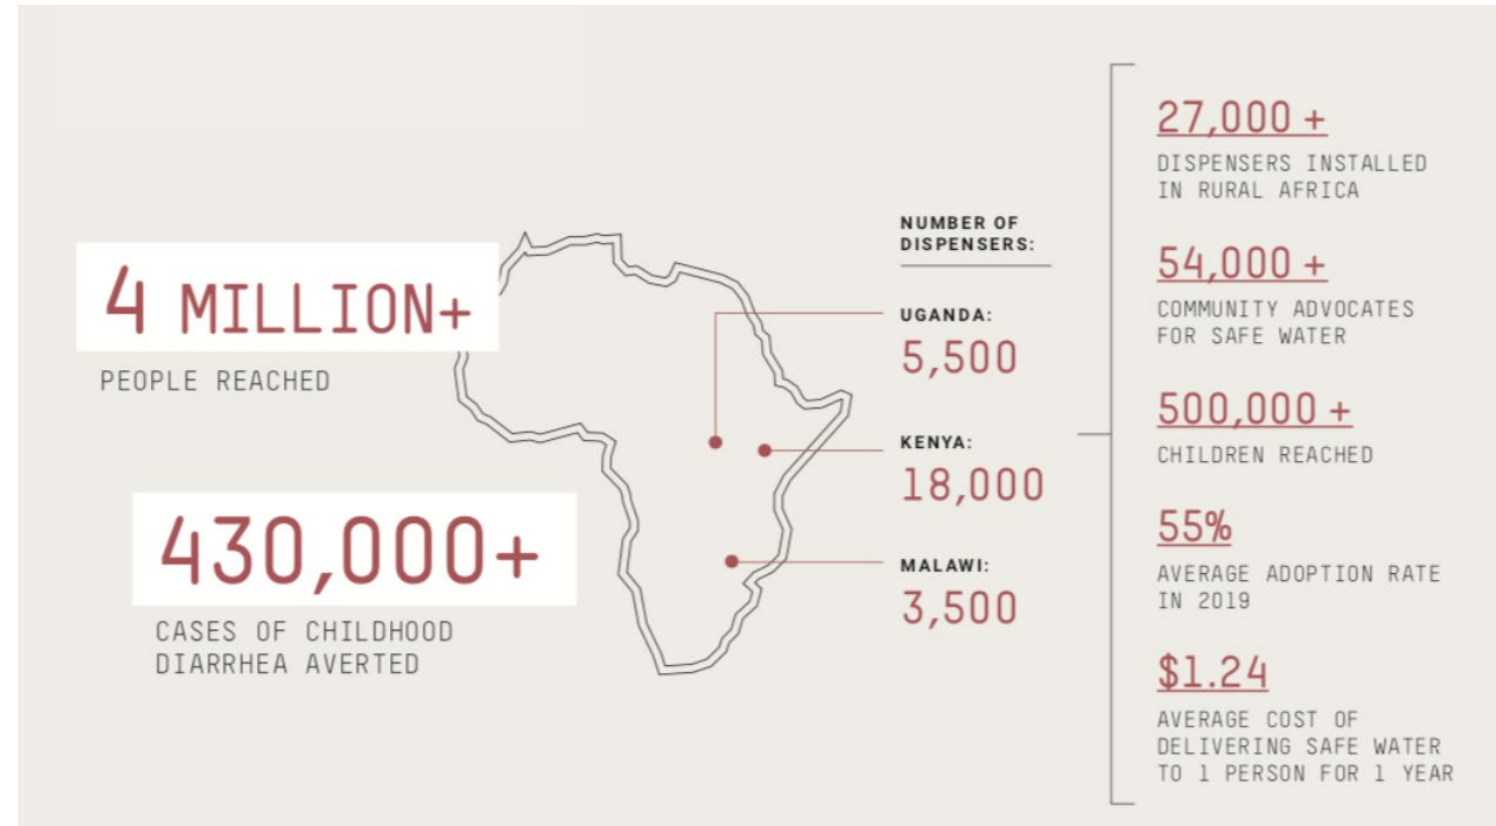 4 MILLION+
PEOPLE REACHED
430,000+
CASES OF CHILDHOOD
DIARRHEA AVERTED
NUMBER OF
DISPENSERS:
UGANDA:
5,500
KENYA:
18,000
MALAWI:
3,500
27,000 +
DISPENSERS INSTALLED
IN RURAL AFRICA
54,000 +
COMMUNITY ADVOCATES
FOR SAFE WATER
500,000 +
CHILDREN REACHED
55%
AVERAGE ADOPTION RATE
IN 2019
$1.24
AVERAGE COST OF
DELIVERING SAFE WATER
TO 1 PERSON FOR 1 YEAR